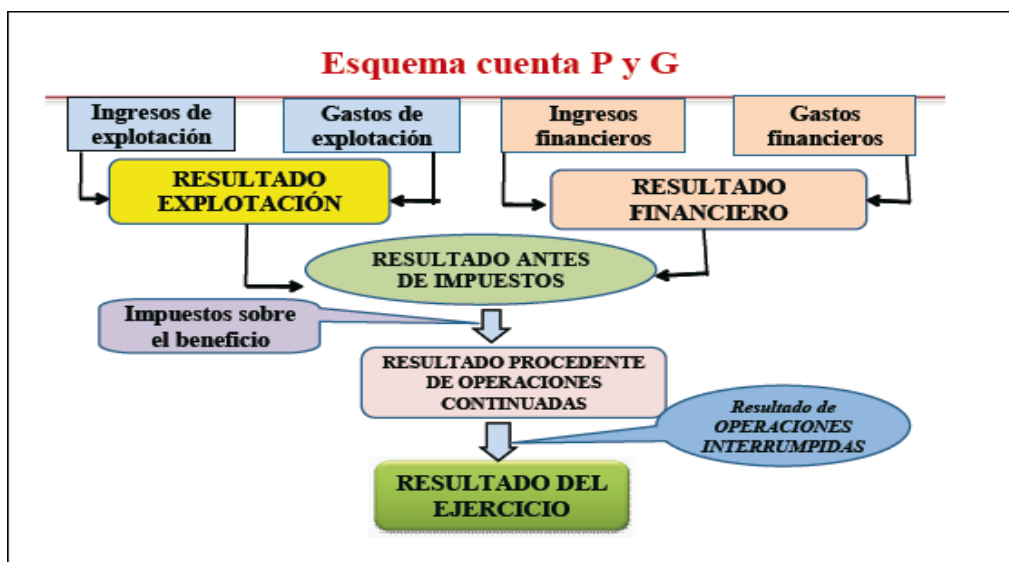 Esquema cuenta P y G
Ingresos de
explotación
Gastos de
explotación
Ingresos
financieros
Gastos
financieros
RESULTADO
EXPLOTACIÓN
RESULTADO
FINANCIERO
RESULTADO ANTES
DE IMPUESTOS
Impuestos sobre
el beneficio
RESULTADO PROCEDENTE
DE OPERACIONES
CONTINUADAS
Resultado de
OPERACIONES
INTERRUMPIDAS
RESULTADO DEL
EJERCICIO